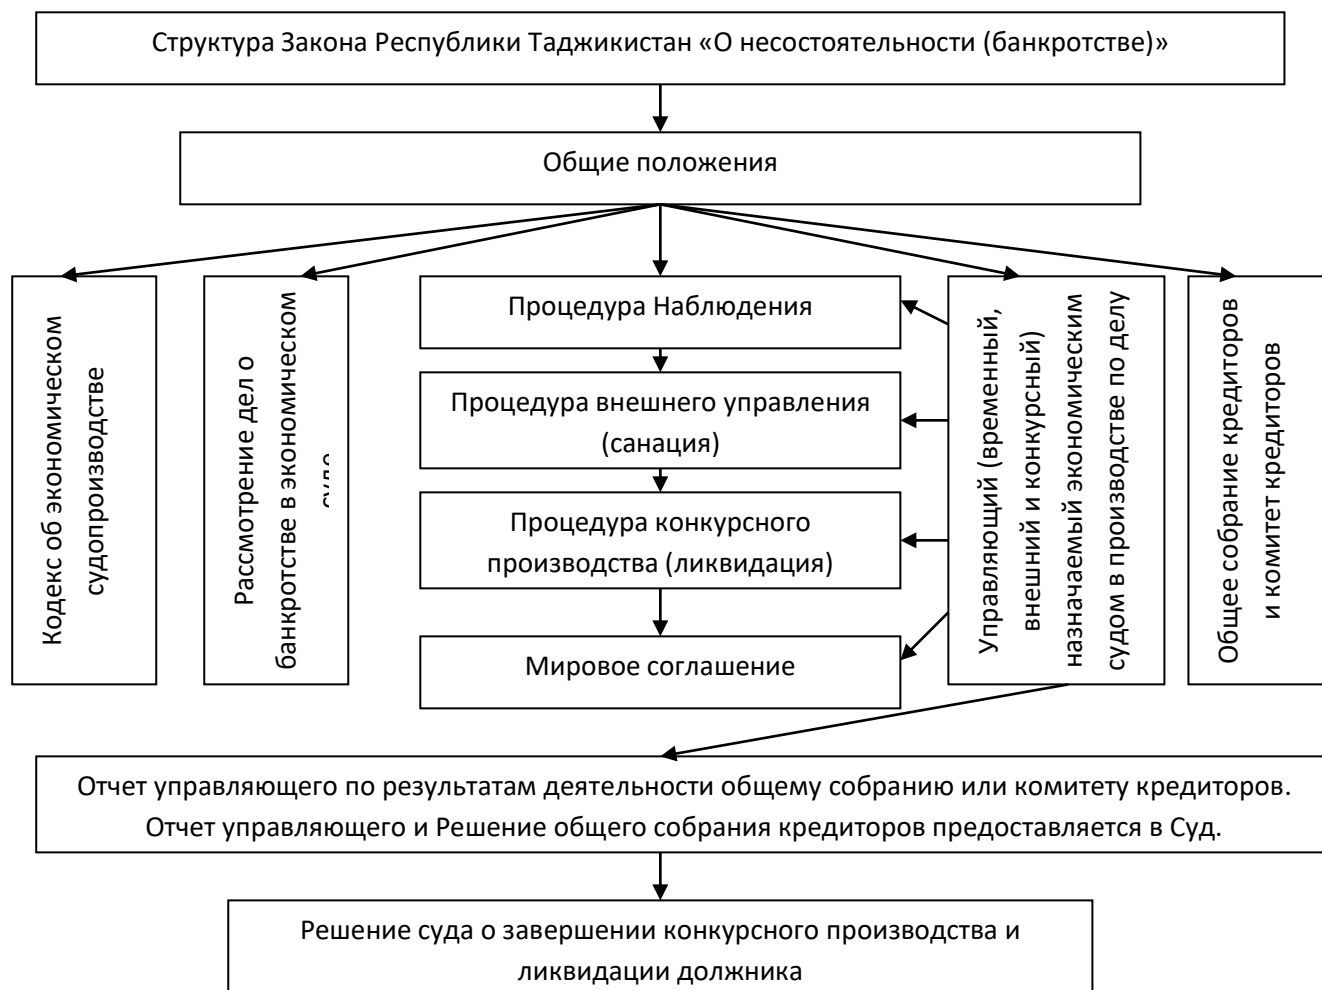 Структура Закона Республики Таджикистан «О несостоятельности (банкротстве)»
Общие положения
Кодекс об экономическом
судопроизводстве
Рассмотрение дел о
банкротстве в экономическом
Процедура Наблюдения
Процедура внешнего управления
(санация)
Процедура конкурсного
производства (ликвидация)
Мировое соглашение
Управляющий (временный,
внешний и конкурсный)
назначаемый экономическим
судом в производстве по делу
Общее собрание кредиторов
и комитет кредиторов
Отчет управляющего по результатам деятельности общему собранию или комитету кредиторов.
Отчет управляющего и Решение общего собрания кредиторов предоставляется в Суд.
Решение суда о завершении конкурсного производства и
ликвидации должника